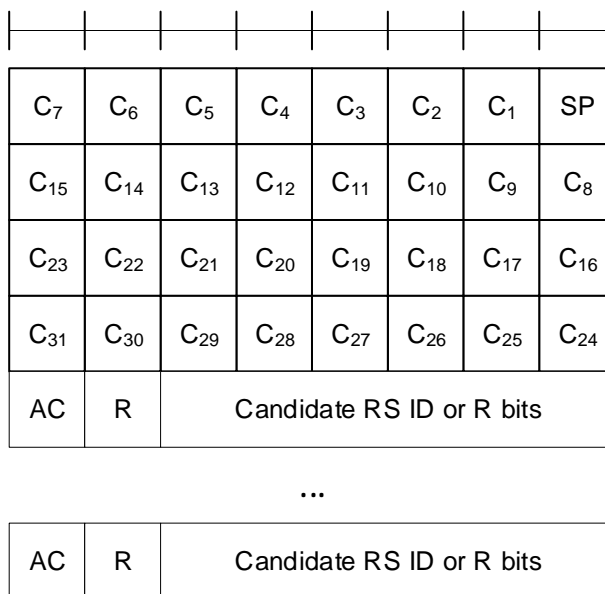 C₇ C₆ C₅ C₄ C₃ C₂ C₁ SP
C₁₅ C₁₄ C₁₃ C₁₂ C₁₁ C₁₀ C₉ C₈
C₂₃ C₂₂ C₂₁ C₂₀ C₁₉ C₁₈ C₁₇ C₁₆
C₃₁ C₃₀ C₂₉ C₂₈ C₂₇ C₂₆ C₂₅ C₂₄
AC R Candidate RS ID or R bits
...
AC R Candidate RS ID or R bits